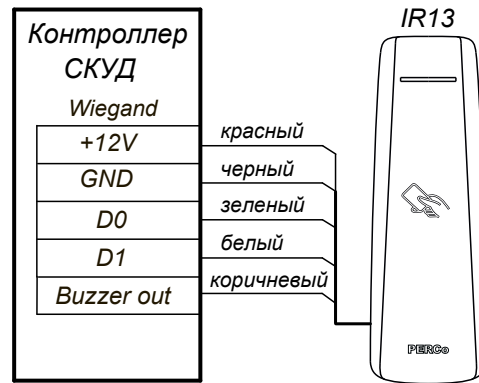 IR13
Контроллер
СКУД
Wiegand
+12V
красный
GND
черный
D0
зеленый
D1
белый
Buzzer out
коричневый
PERCo